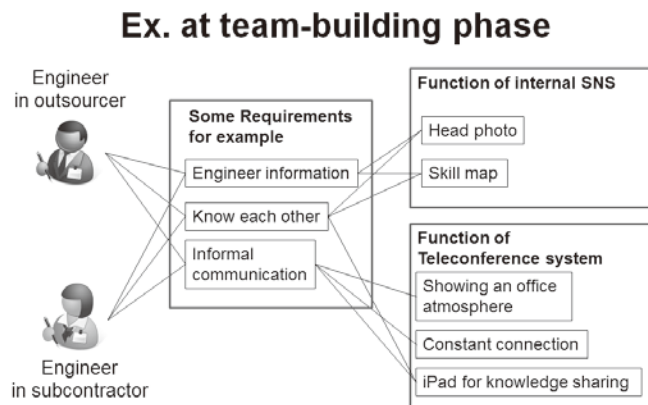 Ex. at team-building phase
Engineer
in outsourcer
Some Requirements
for example
Engineer information
Know each other
Informal
communication
Engineer
in subcontractor
Function of internal SNS
Head photo
Skill map
Function of
Teleconference system
Showing an office
atmosphere
Constant connection
iPad for knowledge sharing